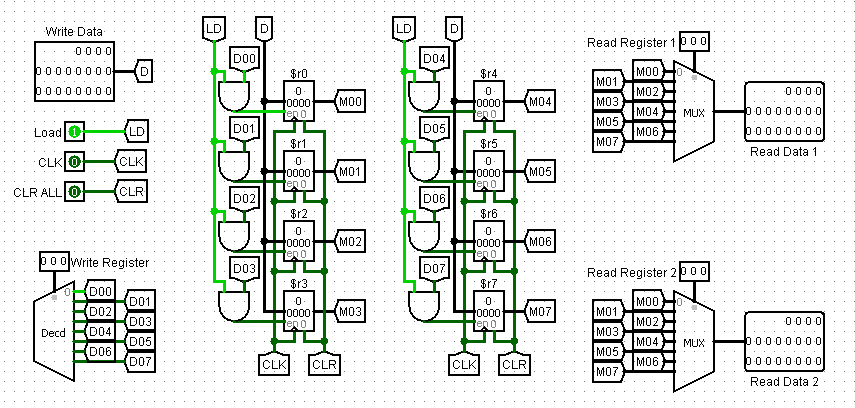 Write Data
0 0 0 0
0 0 0 0 0 0 0 0
0 0 0 0 0 0 0 0
D
Load 1 LD
CLK 0 CLK
CLR ALL 0 CLR
0 0 0 Write Register
Decd
0
D00
D01
D02
D03
D04
D05
D06
D07
LD D
D00
$r0
0
0000
en 0
M00
D01
$r1
0
0000
en 0
M01
D02
$r2
0
0000
en 0
M02
D03
$r3
0
0000
en 0
M03
CLK CLR
LD D
D04
$r4
0
0000
en 0
M04
D05
$r5
0
0000
en 0
M05
D06
$r6
0
0000
en 0
M06
D07
$r7
0
0000
en 0
M07
CLK CLR
Read Register 1 0 0 0
M00
M01
M02
M03
M04
M05
M06
M07
0
MUX
0 0 0 0
0 0 0 0 0 0 0 0
0 0 0 0 0 0 0 0
Read Data 1
Read Register 2 0 0 0
M00
M01
M02
M03
M04
M05
M06
M07
0
MUX
0 0 0 0
0 0 0 0 0 0 0 0
0 0 0 0 0 0 0 0
Read Data 2